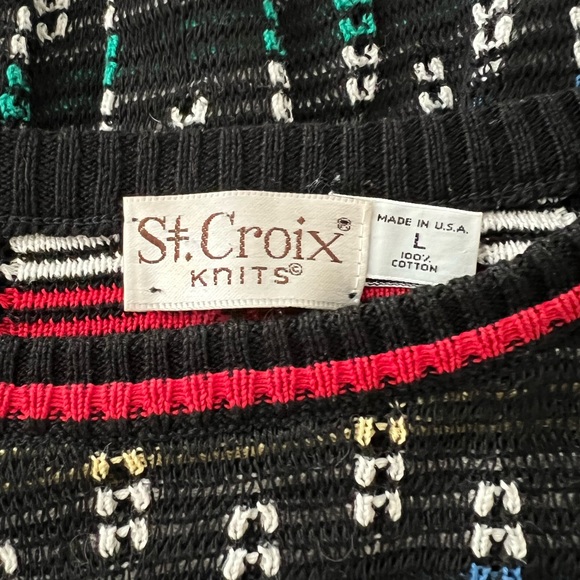 St. Croix®
KNITS©
MADE IN U.S.A.
L
100%
COTTON